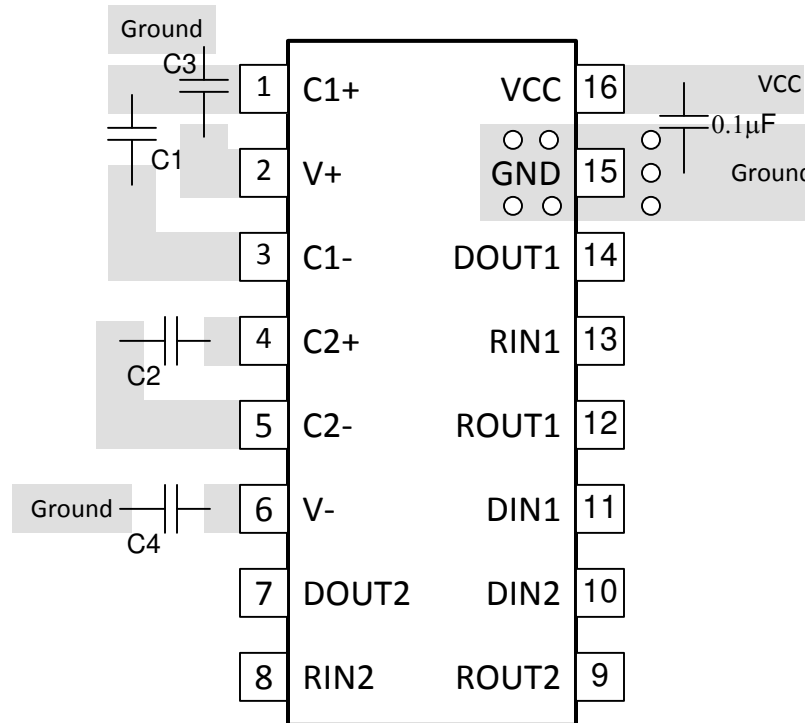 Ground
C3
1 C1+ VCC 16 VCC
C1
0.1µF
2 V+ GND 15 Ground
3 C1- DOUT1 14
4 C2+ RIN1 13
C2
5 C2- ROUT1 12
Ground 6 V- DIN1 11
C4
7 DOUT2 DIN2 10
8 RIN2 ROUT2 9